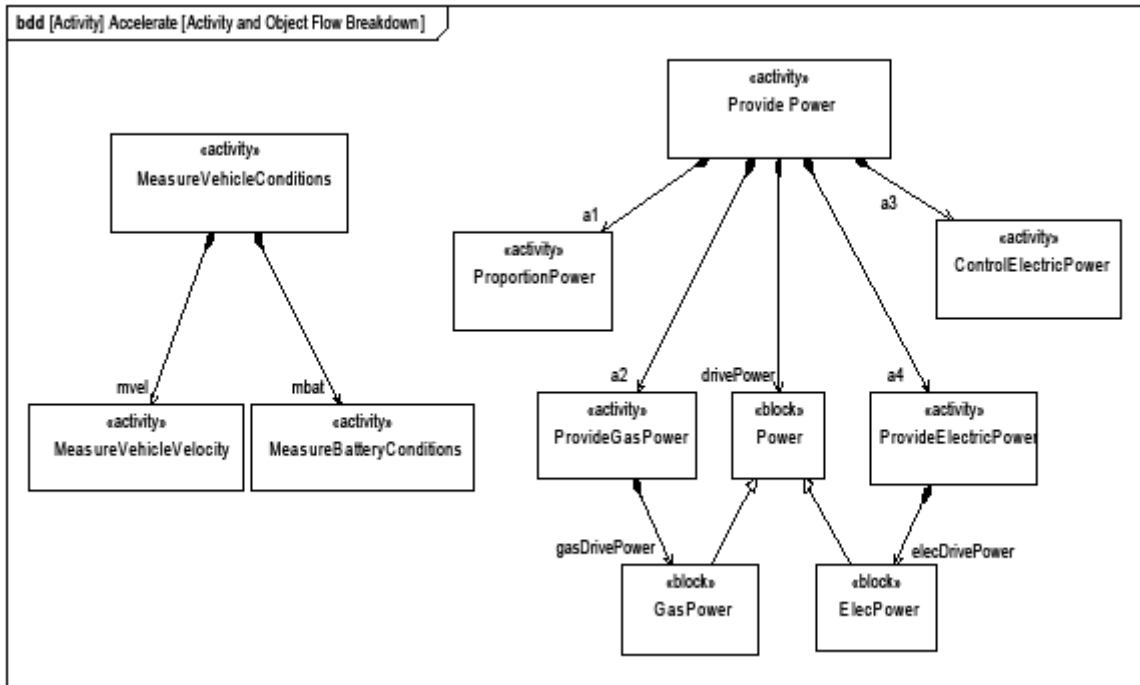 bdd [Activity] Accelerate [Activity and Object Flow Breakdown]
«activity»
Provide Power
«activity»
MeasureVehicleConditions
a1
a3
«activity»
ProportionPower
«activity»
ControlElectricPower
mvel
mbat
a2
drivePower
a4
«activity»
MeasureVehicleVelocity
«activity»
MeasureBatteryConditions
«activity»
ProvideGasPower
«block»
Power
«activity»
ProvideElectricPower
gasDrivePower
elecDrivePower
«block»
GasPower
«block»
ElecPower